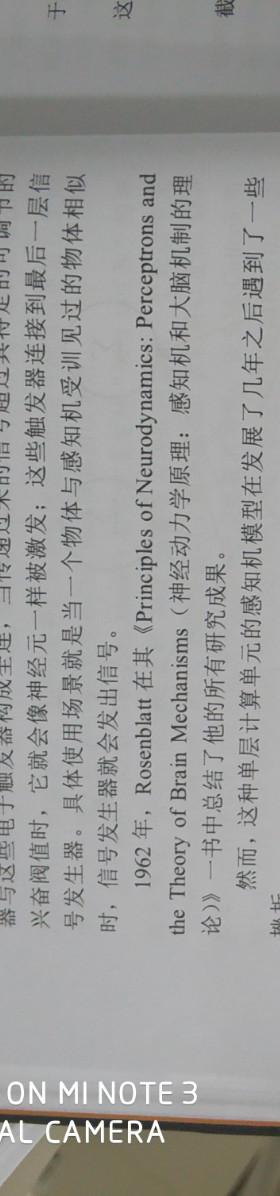 器与这些电子触发器构成全连，当传递过来的信号超过其特定的可调节的
兴奋阀值时，它就会像神经元一样被激发；这些触发器连接到最后一层信
号发生器。具体使用场景就是当一个物体与感知机受训见过的物体相似
时，信号发生器就会发出信号。
1962 年，Rosenblatt 在其《Principles of Neurodynamics: Perceptrons and
the Theory of Brain Mechanisms（神经动力学原理：感知机和大脑机制的理
论）》一书中总结了他的所有研究成果。
然而，这种单层计算单元的感知机模型在发展了几年之后遇到了一些
挫折
于
这
截
ON MI NOTE 3
AL CAMERA